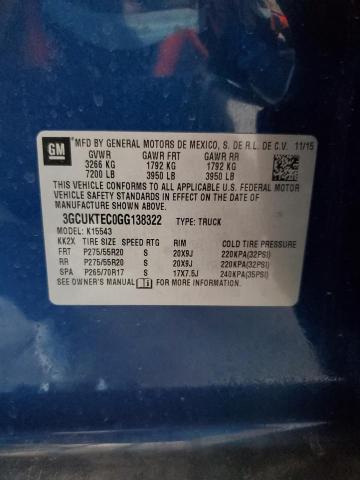 GM
MFD BY GENERAL MOTORS DE MEXICO, S. DE R.L. DE C.V. 11/15
GVWR GAWR FRT GAWR RR
3266 KG 1792 KG 1792 KG
7200 LB 3950 LB 3950 LB
THIS VEHICLE CONFORMS TO ALL APPLICABLE U.S. FEDERAL MOTOR
VEHICLE SAFETY STANDARDS IN EFFECT ON THE DATE OF
MANUFACTURE SHOWN ABOVE.
3GCUKTEC0GG138322 TYPE: TRUCK
MODEL: K15543
KK2X TIRE SIZE SPEED RTG RIM COLD TIRE PRESSURE
FRT P275/55R20 S 20X9J 220KPA(32PSI)
RR P275/55R20 S 20X9J 220KPA(32PSI)
SPA P265/70R17 S 17X7.5J 240KPA(35PSI)
SEE OWNER'S MANUAL FOR MORE INFORMATION.